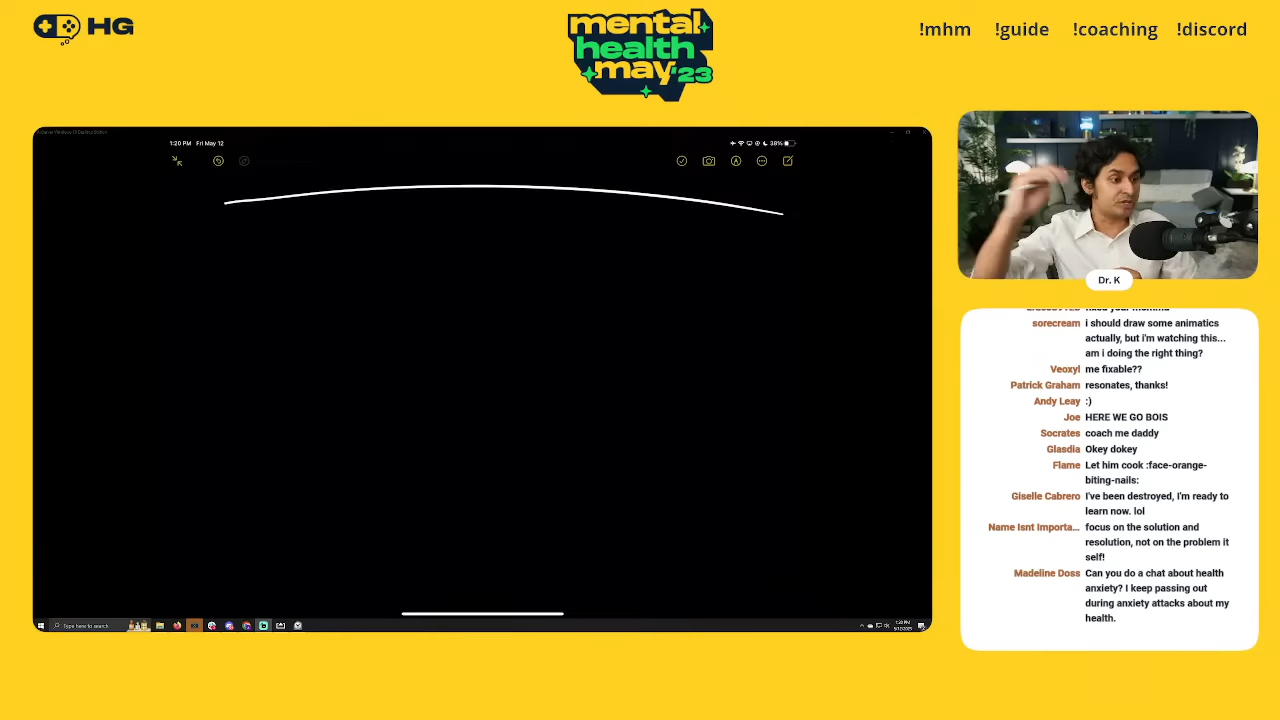 HG
mental
health
may '23
!mhm
!guide
!coaching
!discord
1:20 PM Fri May 12
38%
Type here to search
1:20 PM
Dr. K
sorecream i should draw some animatics
actually, but i'm watching this...
am i doing the right thing?
Veoxyl me fixable??
Patrick Graham resonates, thanks!
Andy Leay :)
Joe HERE WE GO BOIS
Socrates coach me daddy
Glasdia Okey dokey
Flame Let him cook :face-orange-
biting-nails:
Giselle Cabrero I've been destroyed, I'm ready to
learn now. lol
Name Isnt Importa... focus on the solution and
resolution, not on the problem it
self!
Madeline Doss Can you do a chat about health
anxiety? I keep passing out
during anxiety attacks about my
health.